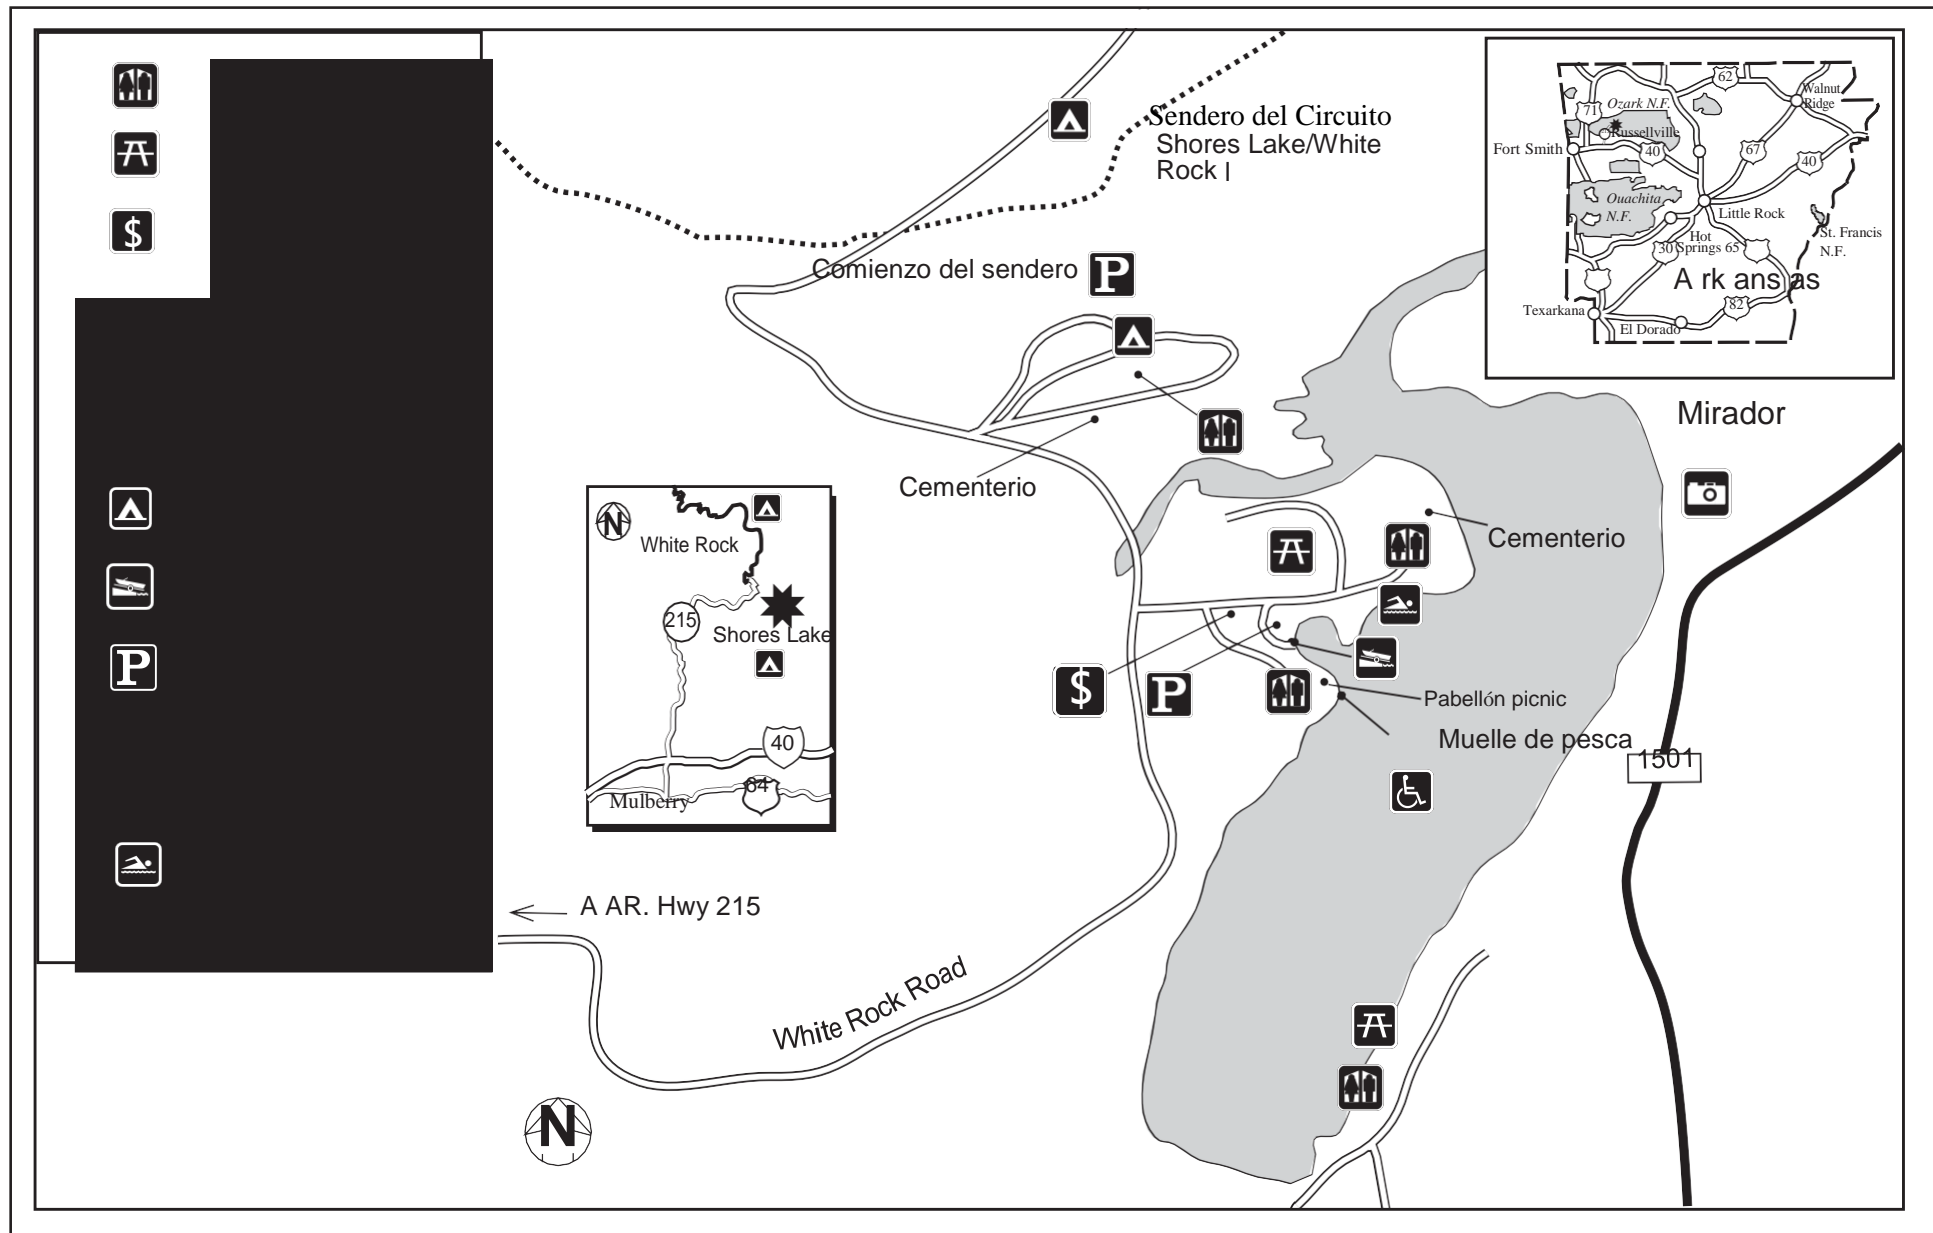 $
Sendero del Circuito
Shores Lake/White
Rock l
Comienzo del sendero
P
Cementerio
Cementerio
Mirador
$
P
Pabellón picnic
Muelle de pesca
1501
A AR. Hwy 215
White Rock Road
N
P
N
White Rock
215
Shores Lake
40
64
Mulberry
62
Walnut
Ridge
71
Ozark N.F.
Russellville
Fort Smith
40
67
40
Ouachita
N.F.
Little Rock
Hot
Springs
30
65
St. Francis
N.F.
A rk ans as
Texarkana
82
El Dorado